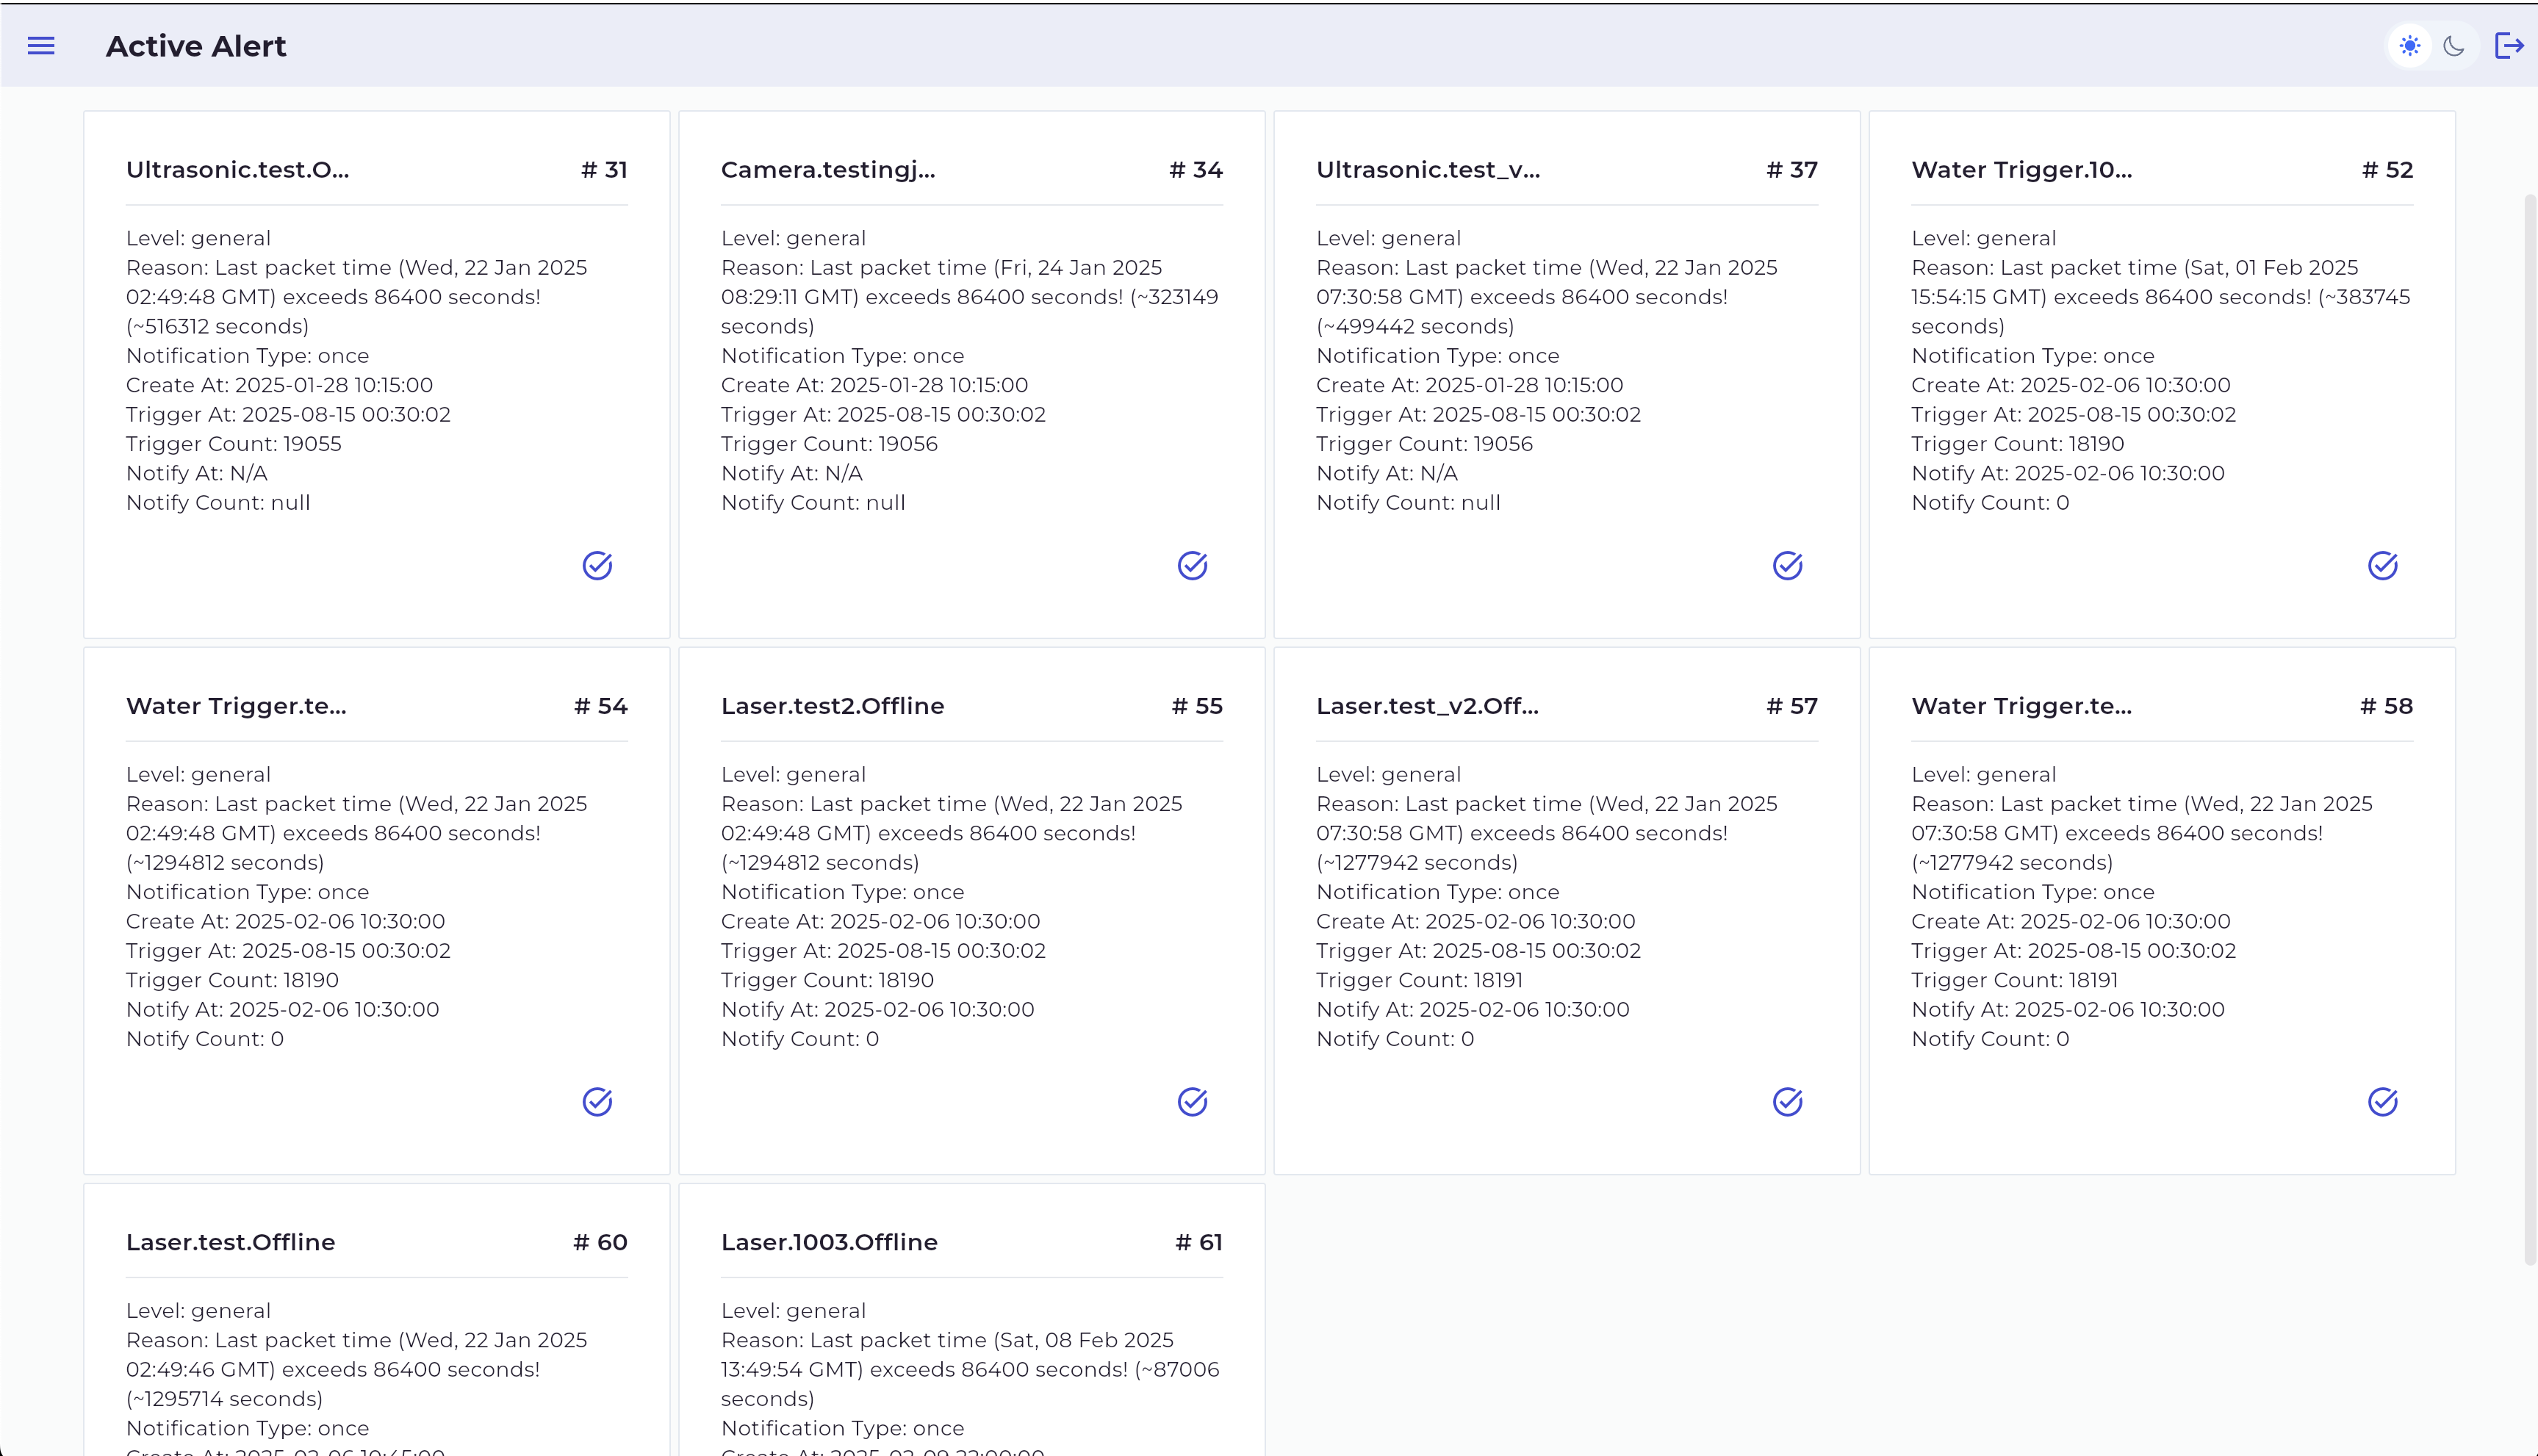 Active Alert
Ultrasonic.test.O... # 31
Level: general
Reason: Last packet time (Wed, 22 Jan 2025
02:49:48 GMT) exceeds 86400 seconds!
(~516312 seconds)
Notification Type: once
Create At: 2025-01-28 10:15:00
Trigger At: 2025-08-15 00:30:02
Trigger Count: 19055
Notify At: N/A
Notify Count: null
Camera.testingj... # 34
Level: general
Reason: Last packet time (Fri, 24 Jan 2025
08:29:11 GMT) exceeds 86400 seconds! (~323149
seconds)
Notification Type: once
Create At: 2025-01-28 10:15:00
Trigger At: 2025-08-15 00:30:02
Trigger Count: 19056
Notify At: N/A
Notify Count: null
Ultrasonic.test_v... # 37
Level: general
Reason: Last packet time (Wed, 22 Jan 2025
07:30:58 GMT) exceeds 86400 seconds!
(~499442 seconds)
Notification Type: once
Create At: 2025-01-28 10:15:00
Trigger At: 2025-08-15 00:30:02
Trigger Count: 19056
Notify At: N/A
Notify Count: null
Water Trigger.10... # 52
Level: general
Reason: Last packet time (Sat, 01 Feb 2025
15:54:15 GMT) exceeds 86400 seconds! (~383745
seconds)
Notification Type: once
Create At: 2025-02-06 10:30:00
Trigger At: 2025-08-15 00:30:02
Trigger Count: 18190
Notify At: 2025-02-06 10:30:00
Notify Count: 0
Water Trigger.te... # 54
Level: general
Reason: Last packet time (Wed, 22 Jan 2025
02:49:48 GMT) exceeds 86400 seconds!
(~1294812 seconds)
Notification Type: once
Create At: 2025-02-06 10:30:00
Trigger At: 2025-08-15 00:30:02
Trigger Count: 18190
Notify At: 2025-02-06 10:30:00
Notify Count: 0
Laser.test2.Offline # 55
Level: general
Reason: Last packet time (Wed, 22 Jan 2025
02:49:48 GMT) exceeds 86400 seconds!
(~1294812 seconds)
Notification Type: once
Create At: 2025-02-06 10:30:00
Trigger At: 2025-08-15 00:30:02
Trigger Count: 18190
Notify At: 2025-02-06 10:30:00
Notify Count: 0
Laser.test_v2.Off... # 57
Level: general
Reason: Last packet time (Wed, 22 Jan 2025
07:30:58 GMT) exceeds 86400 seconds!
(~1277942 seconds)
Notification Type: once
Create At: 2025-02-06 10:30:00
Trigger At: 2025-08-15 00:30:02
Trigger Count: 18191
Notify At: 2025-02-06 10:30:00
Notify Count: 0
Water Trigger.te... # 58
Level: general
Reason: Last packet time (Wed, 22 Jan 2025
07:30:58 GMT) exceeds 86400 seconds!
(~1277942 seconds)
Notification Type: once
Create At: 2025-02-06 10:30:00
Trigger At: 2025-08-15 00:30:02
Trigger Count: 18191
Notify At: 2025-02-06 10:30:00
Notify Count: 0
Laser.test.Offline # 60
Level: general
Reason: Last packet time (Wed, 22 Jan 2025
02:49:46 GMT) exceeds 86400 seconds!
(~1295714 seconds)
Notification Type: once
Create At: 2025-02-06 10:45:00
Laser.1003.Offline # 61
Level: general
Reason: Last packet time (Sat, 08 Feb 2025
13:49:54 GMT) exceeds 86400 seconds! (~87006
seconds)
Notification Type: once
Create At: 2025-02-09 22:00:00